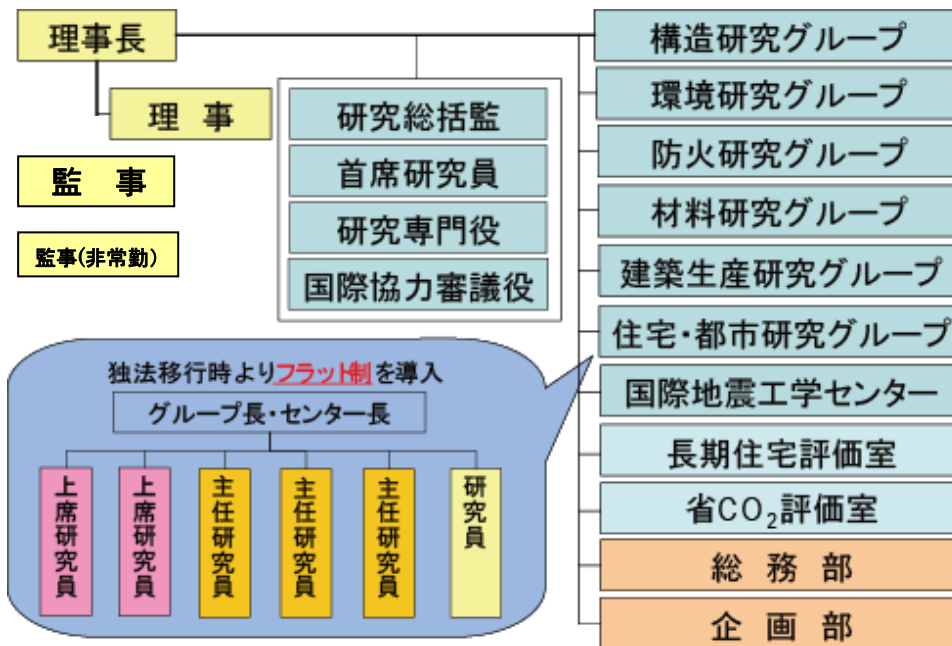 理事長
理事
監事
監事(非常勤)
研究総括監
首席研究員
研究専門役
国際協力審議役
構造研究グループ
環境研究グループ
防火研究グループ
材料研究グループ
建築生産研究グループ
住宅・都市研究グループ
国際地震工学センター
長期住宅評価室
省CO₂評価室
総務部
企画部
独法移行時よりフラット制を導入
グループ長・センター長
上席研究員
上席研究員
主任研究員
主任研究員
主任研究員
研究員